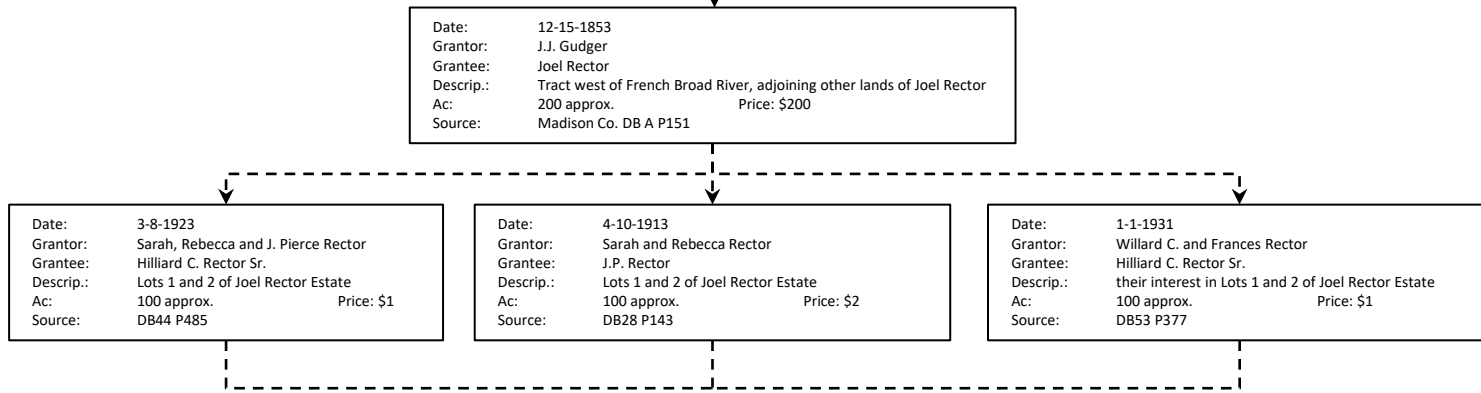 Date: 12-15-1853
Grantor: J.J. Gudger
Grantee: Joel Rector
Descrip.: Tract west of French Broad River, adjoining other lands of Joel Rector
Ac: 200 approx. Price: $200
Source: Madison Co. DB A P151
Date: 3-8-1923
Grantor: Sarah, Rebecca and J. Pierce Rector
Grantee: Hilliard C. Rector Sr.
Descrip.: Lots 1 and 2 of Joel Rector Estate
Ac: 100 approx. Price: $1
Source: DB44 P485
Date: 4-10-1913
Grantor: Sarah and Rebecca Rector
Grantee: J.P. Rector
Descrip.: Lots 1 and 2 of Joel Rector Estate
Ac: 100 approx. Price: $2
Source: DB28 P143
Date: 1-1-1931
Grantor: Willard C. and Frances Rector
Grantee: Hilliard C. Rector Sr.
Descrip.: their interest in Lots 1 and 2 of Joel Rector Estate
Ac: 100 approx. Price: $1
Source: DB53 P377